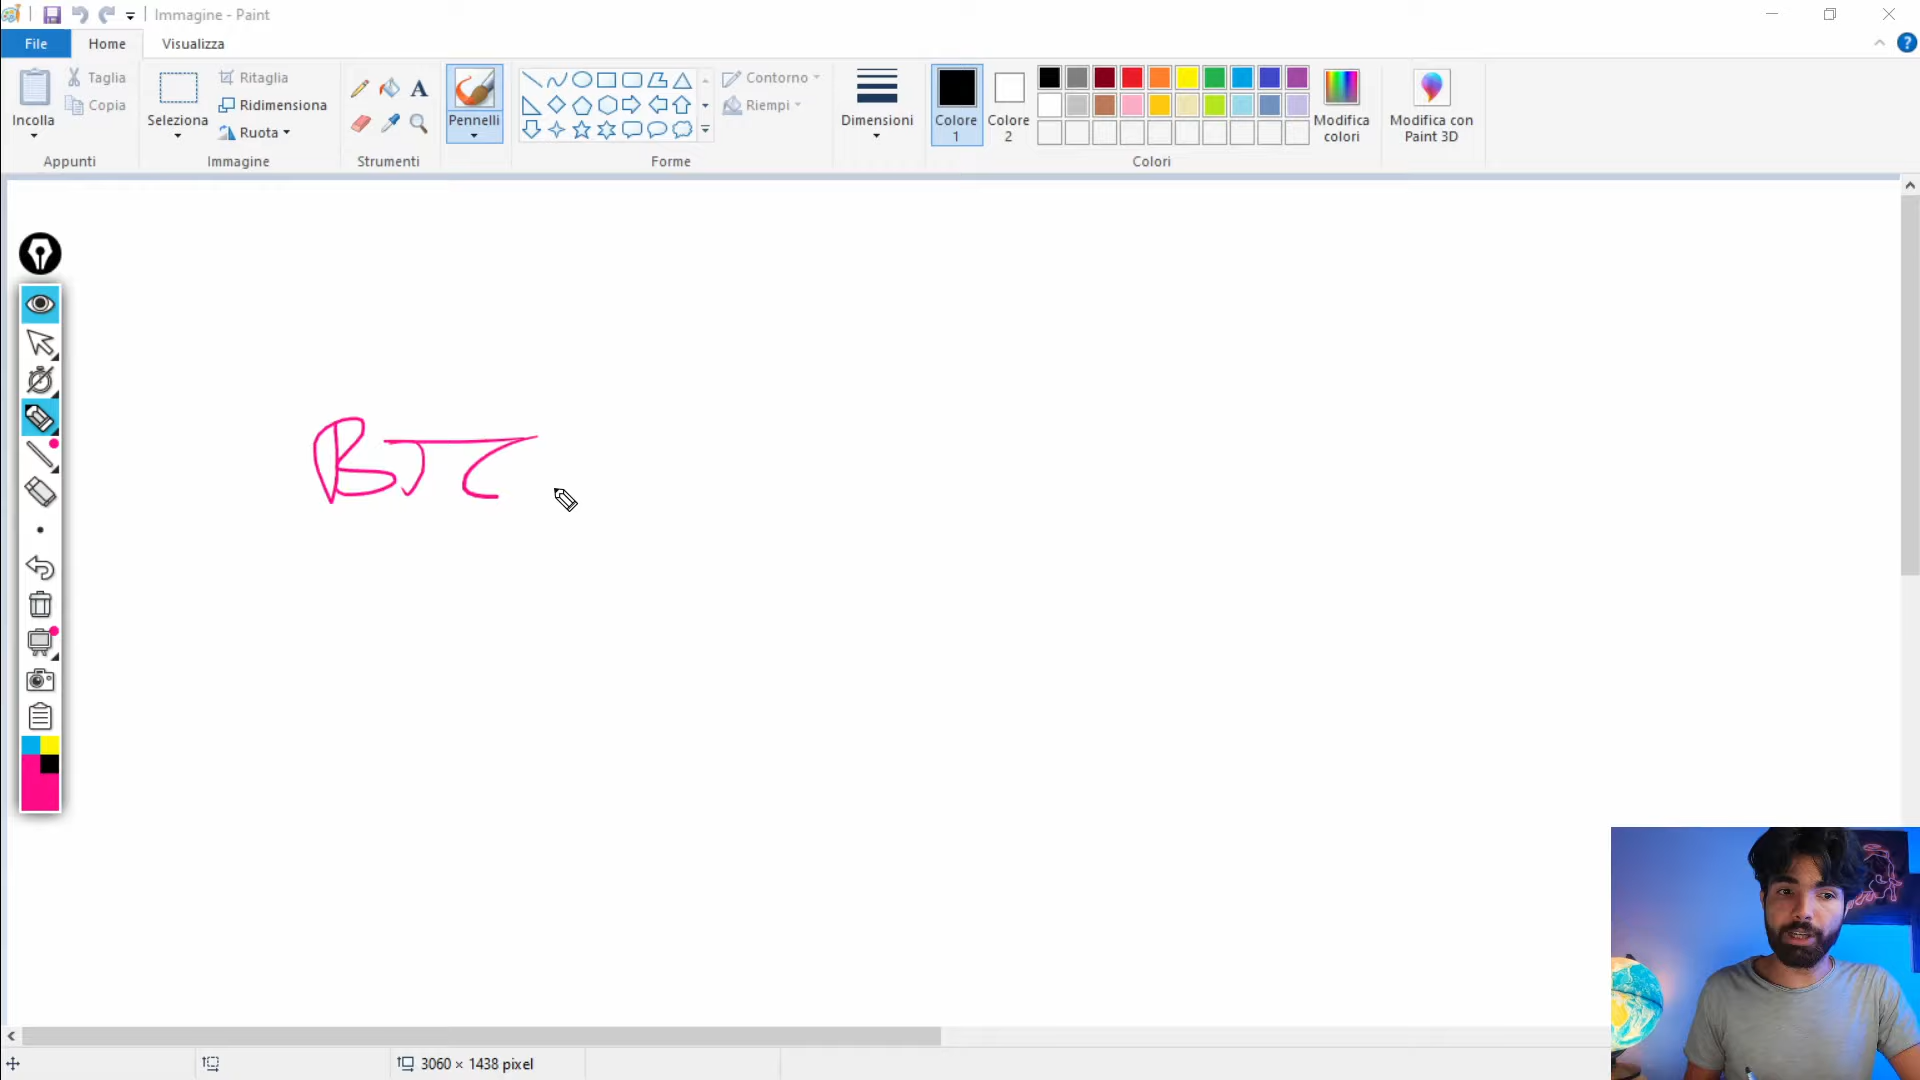 Immagine - Paint
File Home Visualizza
Incolla
Taglia
Copia
Appunti
Seleziona
Ritaglia
Ridimensiona
Ruota
Immagine
A
Strumenti
Pennelli
Contorno
Riempi
Forme
Dimensioni
Colore 1
Colore 2
Modifica colori
Colori
Modifica con Paint 3D
?
BTC
3060 × 1438 pixel